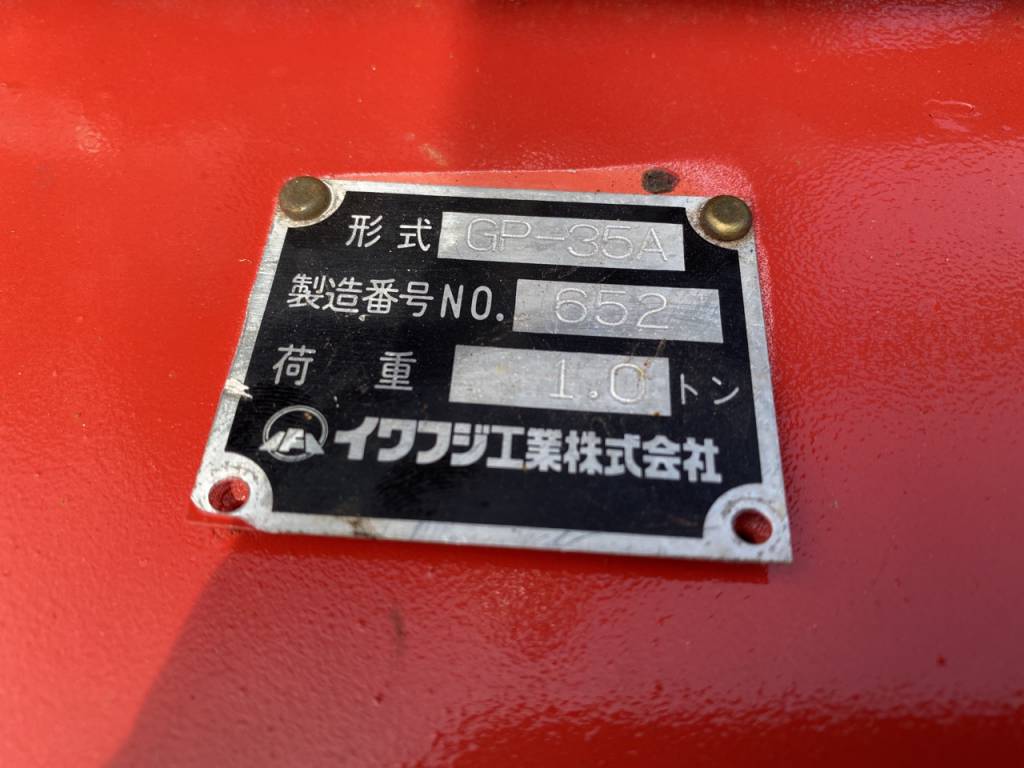 形式 GP-35A
製造番号NO. 652
荷重 1.0 トン
イワフジ工業株式会社